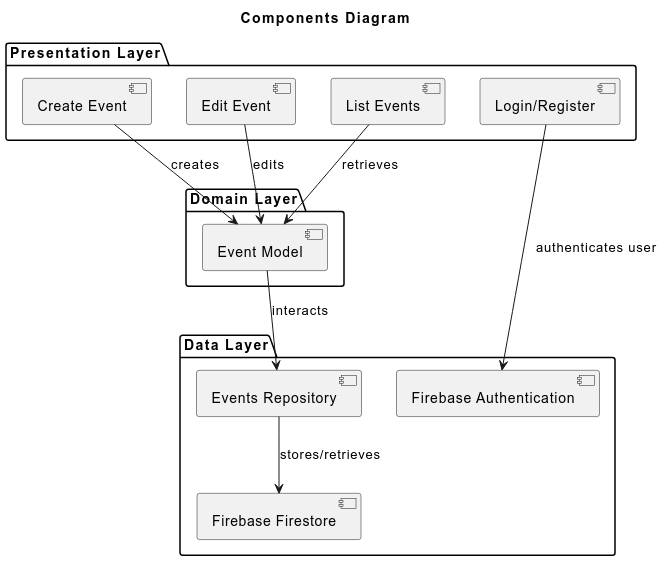 Components Diagram
Presentation Layer
Create Event
Edit Event
List Events
Login/Register
creates
edits
retrieves
Domain Layer
Event Model
authenticates user
interacts
Data Layer
Events Repository
Firebase Authentication
stores/retrieves
Firebase Firestore